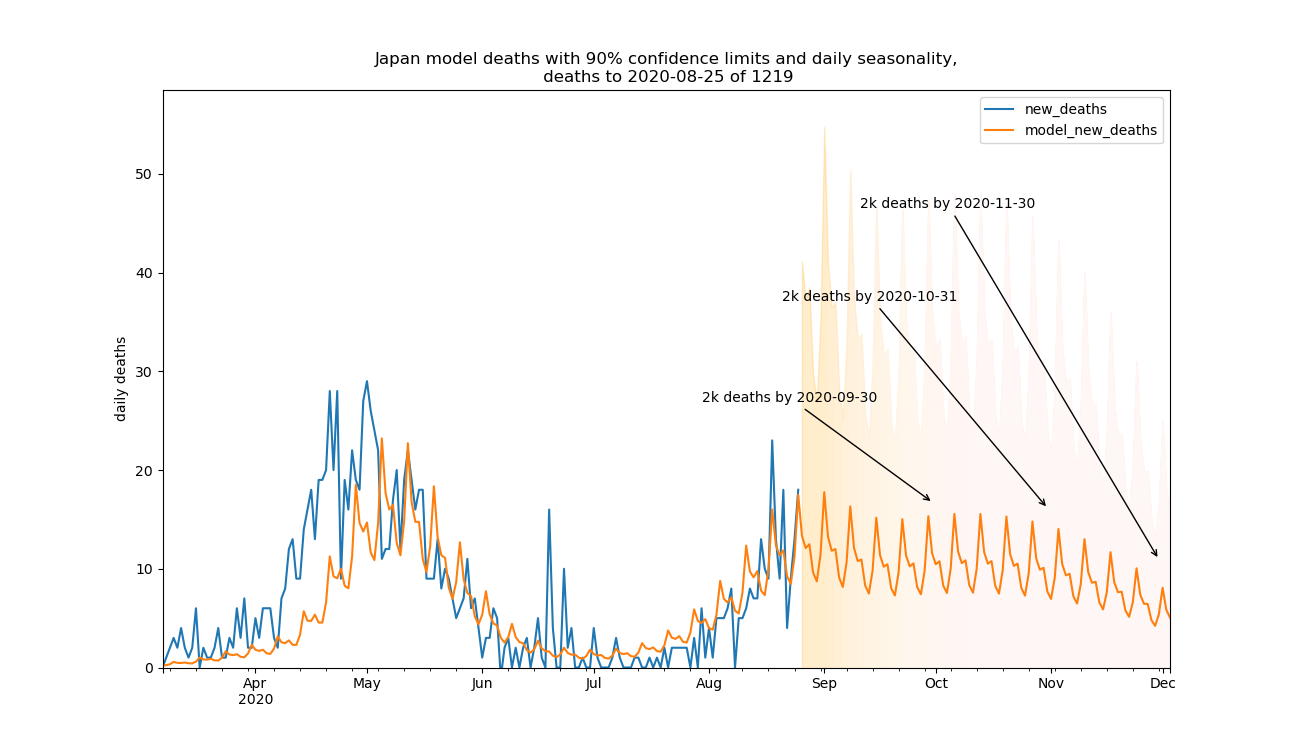 Japan model deaths with 90% confidence limits and daily seasonality,
deaths to 2020-08-25 of 1219
new_deaths
model_new_deaths
50
40
30
20
10
0
daily deaths
2k deaths by 2020-11-30
2k deaths by 2020-10-31
2k deaths by 2020-09-30
Apr May Jun Jul Aug Sep Oct Nov Dec
2020